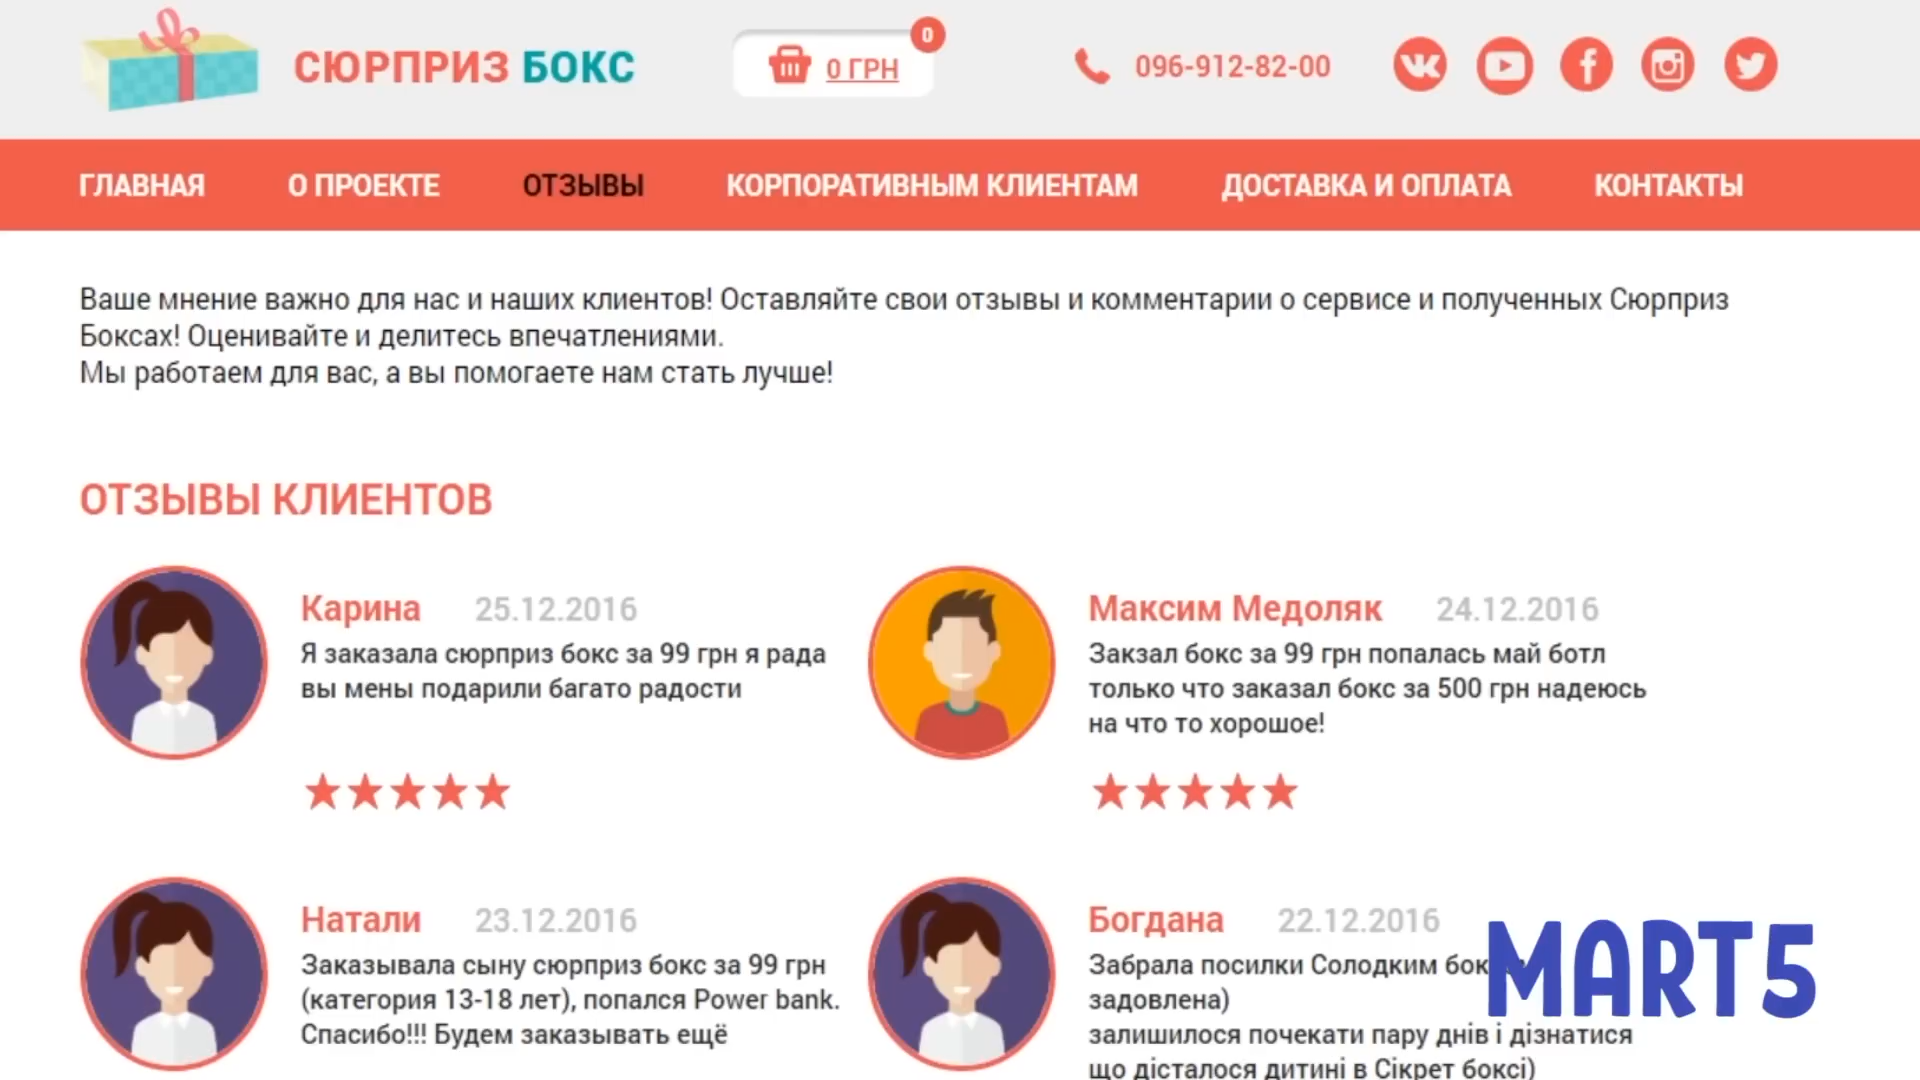 СЮРПРИЗ БОКС
0
0 ГРН
096-912-82-00
ГЛАВНАЯ
О ПРОЕКТЕ
ОТЗЫВЫ
КОРПОРАТИВНЫМ КЛИЕНТАМ
ДОСТАВКА И ОПЛАТА
КОНТАКТЫ
Ваше мнение важно для нас и наших клиентов! Оставляйте свои отзывы и комментарии о сервисе и полученных Сюрприз
Боксах! Оценивайте и делитесь впечатлениями.
Мы работаем для вас, а вы помогаете нам стать лучше!
ОТЗЫВЫ КЛИЕНТОВ
Карина 25.12.2016
Я заказала сюрприз бокс за 99 грн я рада
вы мены подарили багато радости
Максим Медоляк 24.12.2016
Закзал бокс за 99 грн попалась май ботл
только что заказал бокс за 500 грн надеюсь
на что то хорошое!
Натали 23.12.2016
Заказывала сыну сюрприз бокс за 99 грн
(категория 13-18 лет), попался Power bank.
Спасибо!!! Будем заказывать ещё
Богдана 22.12.2016
Забрала посилки Солодким
задовлена)
залишилося почекати пару днів і дізнатися
що дісталося дитині в Сікрет боксі)
MART5